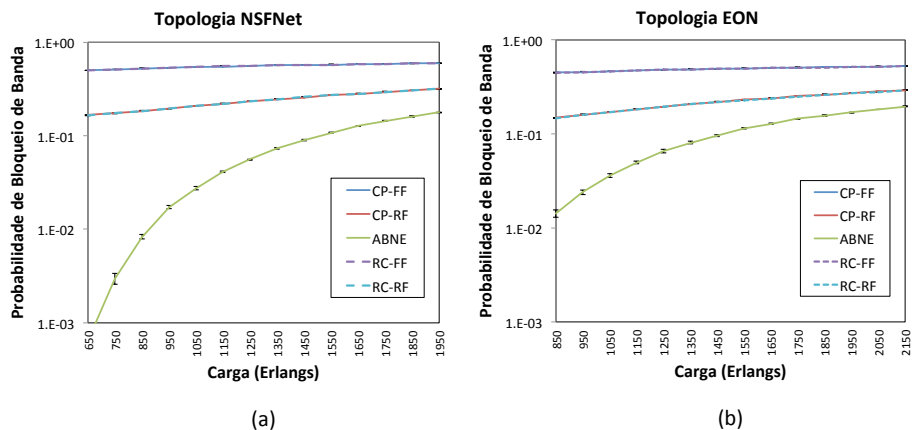 Topologia NSFNet
Probabilidade de Bloqueio de Banda
1.E+00
1.E-01
1.E-02
1.E-03
CP-FF
CP-RF
ABNE
RC-FF
RC-RF
650 750 850 950 1050 1150 1250 1350 1450 1550 1650 1750 1850 1950
Carga (Erlangs)
(a)
Topologia EON
Probabilidade de Bloqueio de Banda
1.E+00
1.E-01
1.E-02
1.E-03
CP-FF
CP-RF
ABNE
RC-FF
RC-RF
850 950 1050 1150 1250 1350 1450 1550 1650 1750 1850 1950 2050 2150
Carga (Erlangs)
(b)